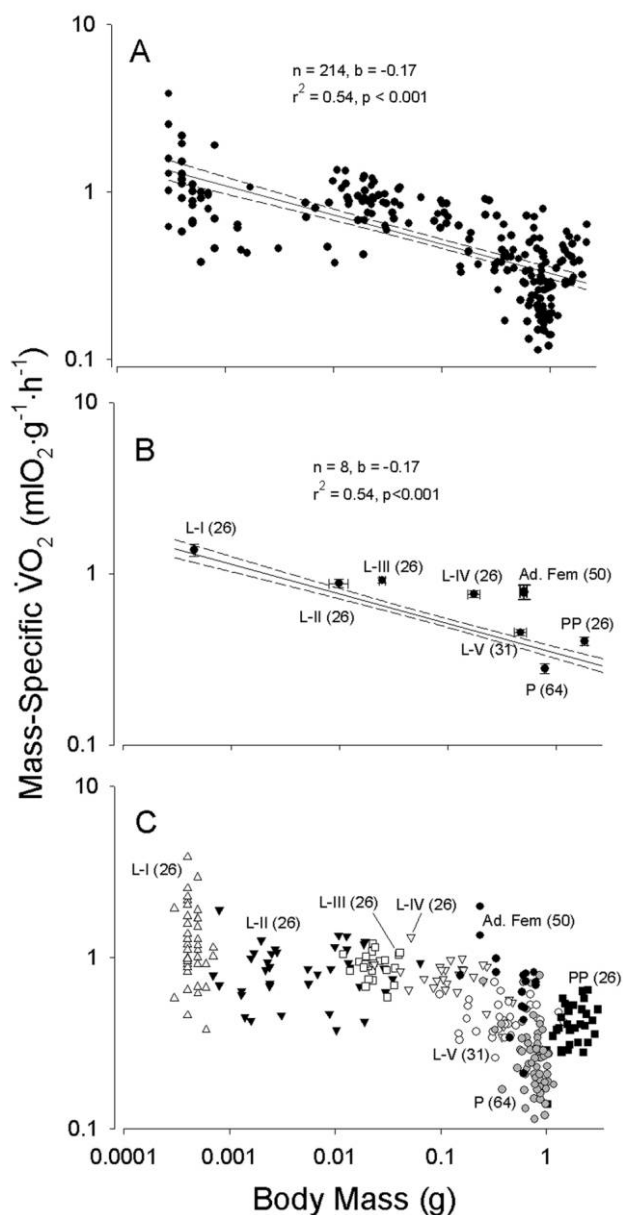 10
A
n = 214, b = -0.17
r² = 0.54, p < 0.001
1
0.1
10
B
n = 8, b = -0.17
r² = 0.54, p<0.001
L-I (26)
1
L-III (26)
L-IV (26)
Ad. Fem (50)
L-II (26)
PP (26)
L-V (31)
P (64)
0.1
Mass-Specific V̇O₂ (mlO₂·g⁻¹·h⁻¹)
10
C
L-I (26)
L-III (26)
L-IV (26)
L-II (26)
Ad. Fem (50)
1
PP (26)
L-V (31)
P (64)
0.1
0.0001 0.001 0.01 0.1 1
Body Mass (g)